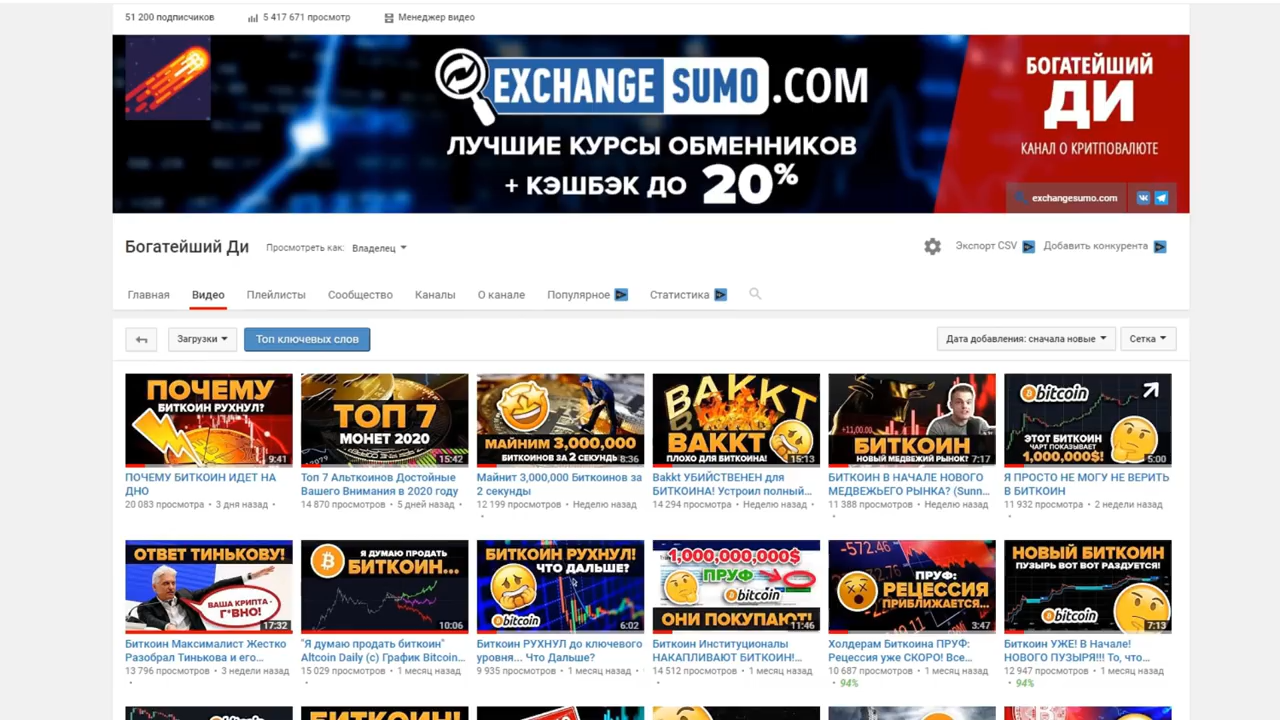 51 200 подписчиков
5 417 671 просмотр
Менеджер видео
EXCHANGE SUMO.COM
ЛУЧШИЕ КУРСЫ ОБМЕННИКОВ
+ КЭШБЭК ДО 20%
БОГАТЕЙШИЙ
ДИ
КАНАЛ О КРИПТОВАЛЮТЕ
exchangesumo.com
Богатейший Ди
Просмотреть как: Владелец
Экспорт CSV
Добавить конкурента
Главная
Видео
Плейлисты
Сообщество
Каналы
О канале
Популярное
Статистика
Загрузки
Топ ключевых слов
Дата добавления: сначала новые
Сетка
ПОЧЕМУ
БИТКОИН РУХНУЛ?
9:41
ПОЧЕМУ БИТКОИН ИДЕТ НА
ДНО
20 083 просмотра • 3 дня назад •
ТОП 7
МОНЕТ 2020
15:42
Топ 7 Альткоинов Достойные
Вашего Внимания в 2020 году
14 870 просмотров • 5 дней назад •
МАЙНИМ 3,000,000
БИТКОИНОВ ЗА 2 СЕКУНДЫ
8:36
Майнит 3,000,000 Биткоинов за
2 секунды
12 199 просмотров • Неделю назад
•
BAKKT
BAKKT
ПЛОХО ДЛЯ БИТКОИНА!
15:13
Bakkt УБИЙСТВЕНЕН для
БИТКОИНА! Устроил полный...
14 294 просмотра • Неделю назад •
+11,00.00
БИТКОИН
НОВЫЙ МЕДВЕЖИЙ РЫНОК?
7:17
БИТКОИН В НАЧАЛЕ НОВОГО
МЕДВЕЖЬЕГО РЫНКА? (Sunn...
11 388 просмотров • Неделю назад
•
bitcoin
ЭТОТ БИТКОИН
ЧАРТ ПОКАЗЫВАЕТ
1,000,000$!
5:00
Я ПРОСТО НЕ МОГУ НЕ ВЕРИТЬ
В БИТКОИН
11 932 просмотра • 2 недели назад
•
ОТВЕТ ТИНЬКОВУ!
ВАША КРИПТА -
Г*ВНО!
17:32
Биткоин Максималист Жестко
Разобрал Тинькова и его...
13 796 просмотров • 3 недели назад
•
Я ДУМАЮ ПРОДАТЬ
БИТКОИН...
10:06
"Я думаю продать биткоин"
Altcoin Daily (c) График Bitcoin...
15 029 просмотров • 1 месяц назад
•
БИТКОИН РУХНУЛ!
ЧТО ДАЛЬШЕ?
bitcoin
6:02
Биткоин РУХНУЛ до ключевого
уровня... Что Дальше?
9 935 просмотров • 1 месяц назад •
1,000,000,000$
ПРУФ
bitcoin
ОНИ ПОКУПАЮТ!
11:46
Биткоин Институционалы
НАКАПЛИВАЮТ БИТКОИН!...
14 512 просмотров • 1 месяц назад
•
-572.46
ПРУФ:
РЕЦЕССИЯ
ПРИБЛИЖАЕТСЯ...
3:47
Холдерам Биткоина ПРУФ:
Рецессия уже СКОРО! Все...
10 687 просмотров • 1 месяц назад
• 94%
НОВЫЙ БИТКОИН
ПУЗЫРЬ ВОТ ВОТ РАЗДУЕТСЯ!
bitcoin
7:13
Биткоин УЖЕ! В Начале!
НОВОГО ПУЗЫРЯ!!! То, что...
12 947 просмотров • 1 месяц назад
• 94%
БИТКОИН!